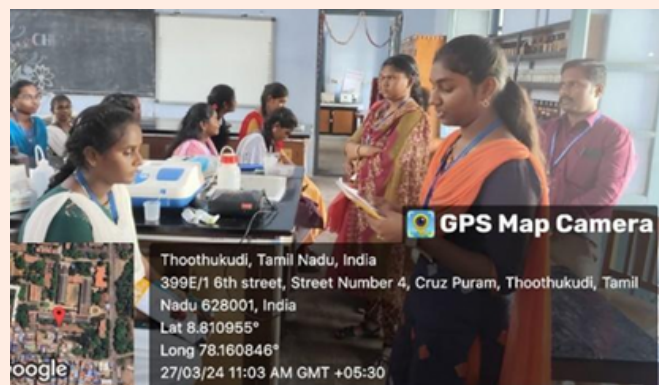 CH
GPS Map Camera
Thoothukudi, Tamil Nadu, India
399E/1 6th street, Street Number 4, Cruz Puram, Thoothukudi, Tamil
Nadu 628001, India
Lat 8.810955°
Long 78.160846°
27/03/24 11:03 AM GMT +05:30
oogle